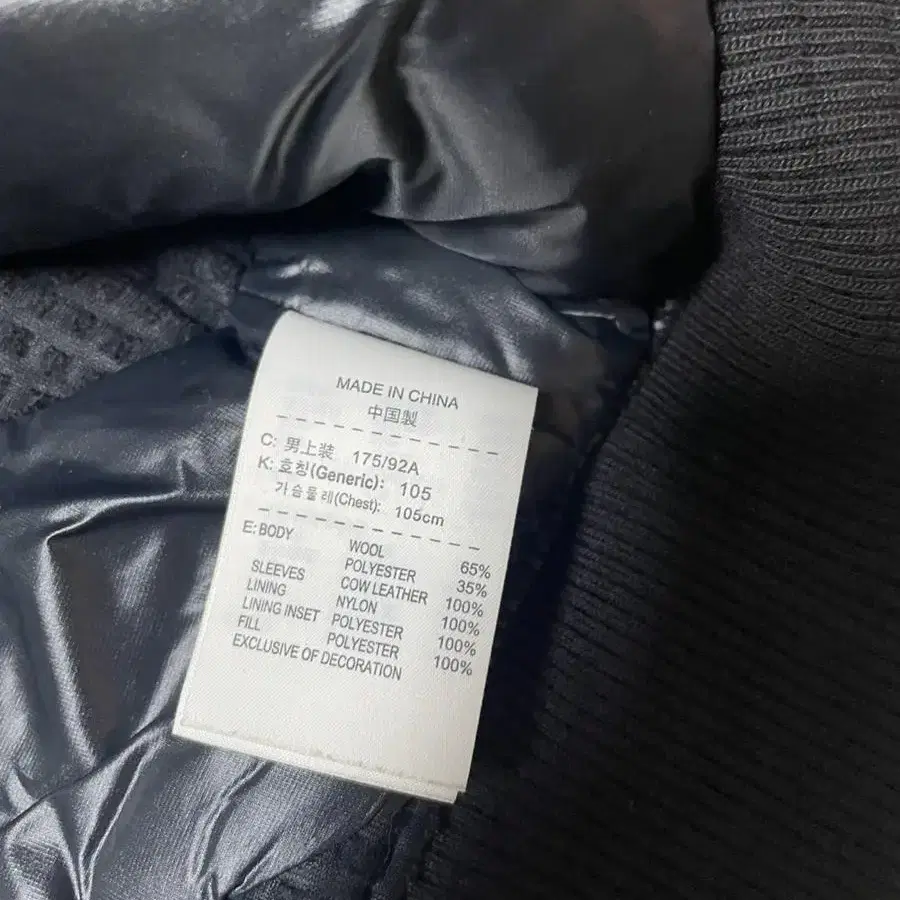 MADE IN CHINA
中国製
C: 男上装 175/92A
K: 호칭(Generic): 105
가슴둘레(Chest): 105cm
E: BODY WOOL 65%
POLYESTER 35%
SLEEVES COW LEATHER 100%
LINING NYLON 100%
LINING INSET POLYESTER 100%
FILL POLYESTER 100%
EXCLUSIVE OF DECORATION